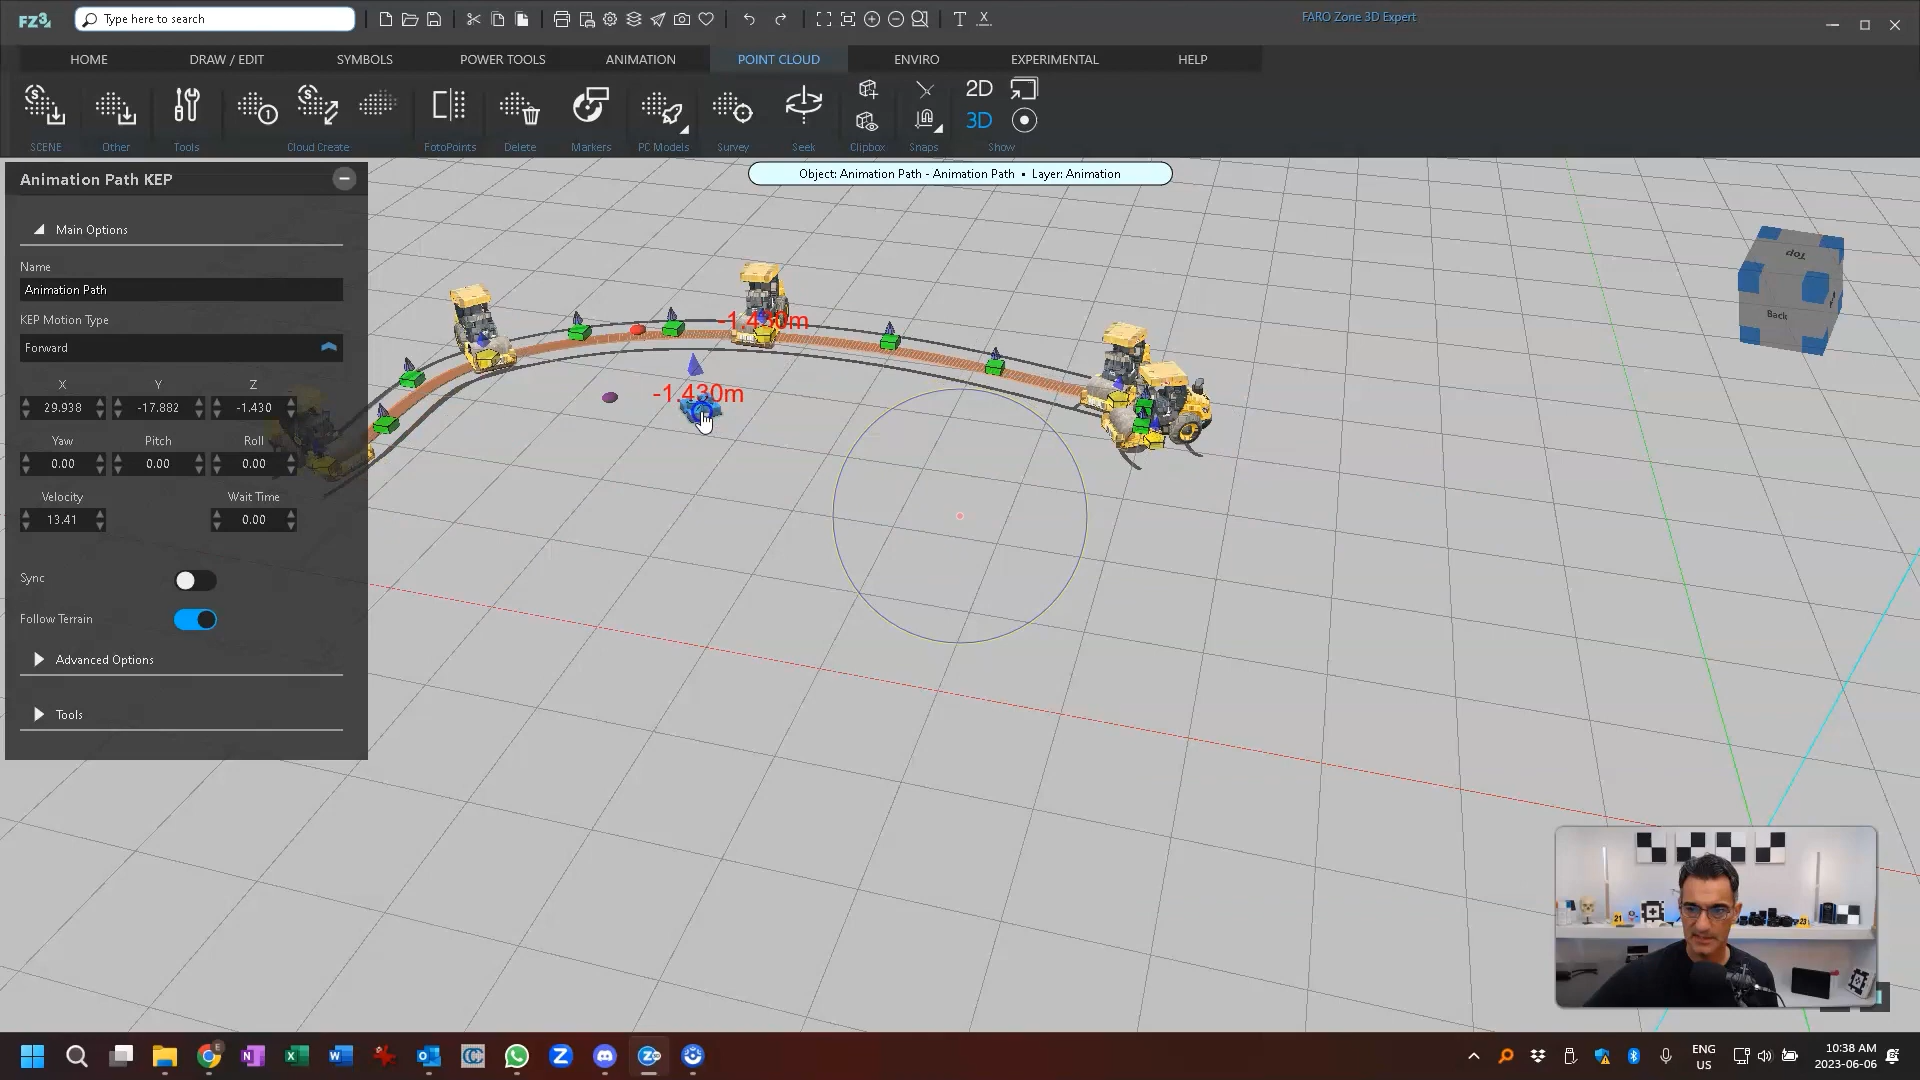 FZ3
Type here to search
FARO Zone 3D Expert
HOME
DRAW / EDIT
SYMBOLS
POWER TOOLS
ANIMATION
POINT CLOUD
ENVIRO
EXPERIMENTAL
HELP
2D
3D
SCENE
Other
Tools
Cloud Create
FotoPoints
Delete
Markers
PC Models
Survey
Seek
Clipbox
Snaps
Show
Object: Animation Path - Animation Path • Layer: Animation
Animation Path KEP
Main Options
Name
Animation Path
KEP Motion Type
Forward
X Y Z
29.938 -17.882 -1.430
Yaw Pitch Roll
0.00 0.00 0.00
Velocity Wait Time
13.41 0.00
Sync
Follow Terrain
Advanced Options
Tools
-1.430m
-1.430m
Top
Back
21
23
ENG
US
10:38 AM
2023-06-06